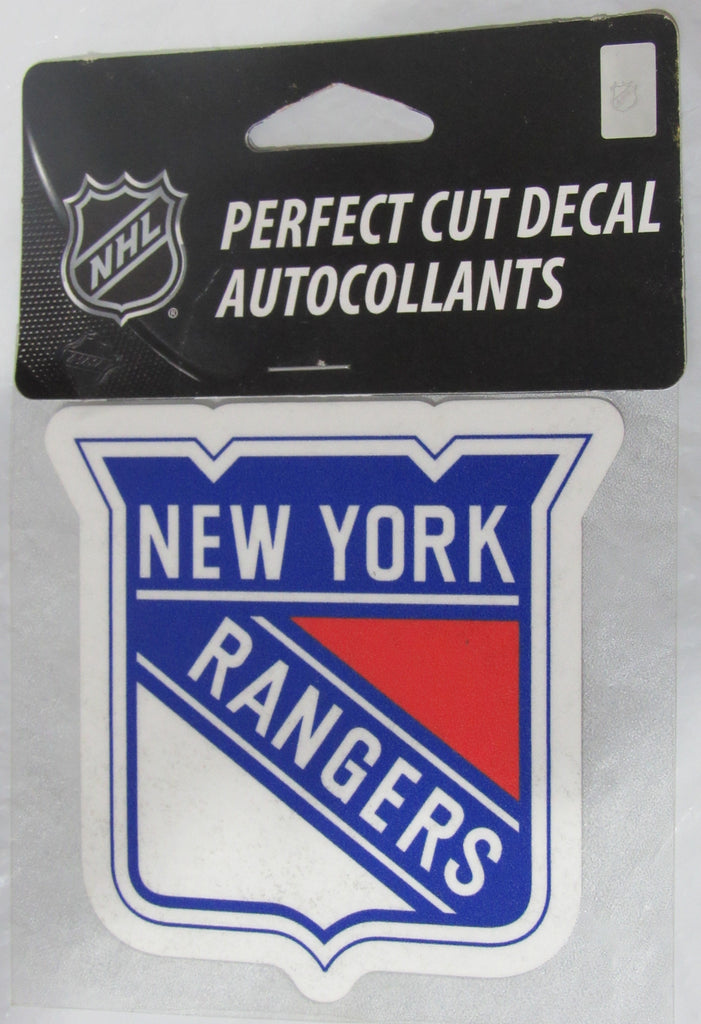 NHL
®
PERFECT CUT DECAL
AUTOCOLLANTS
NEW YORK
RANGERS